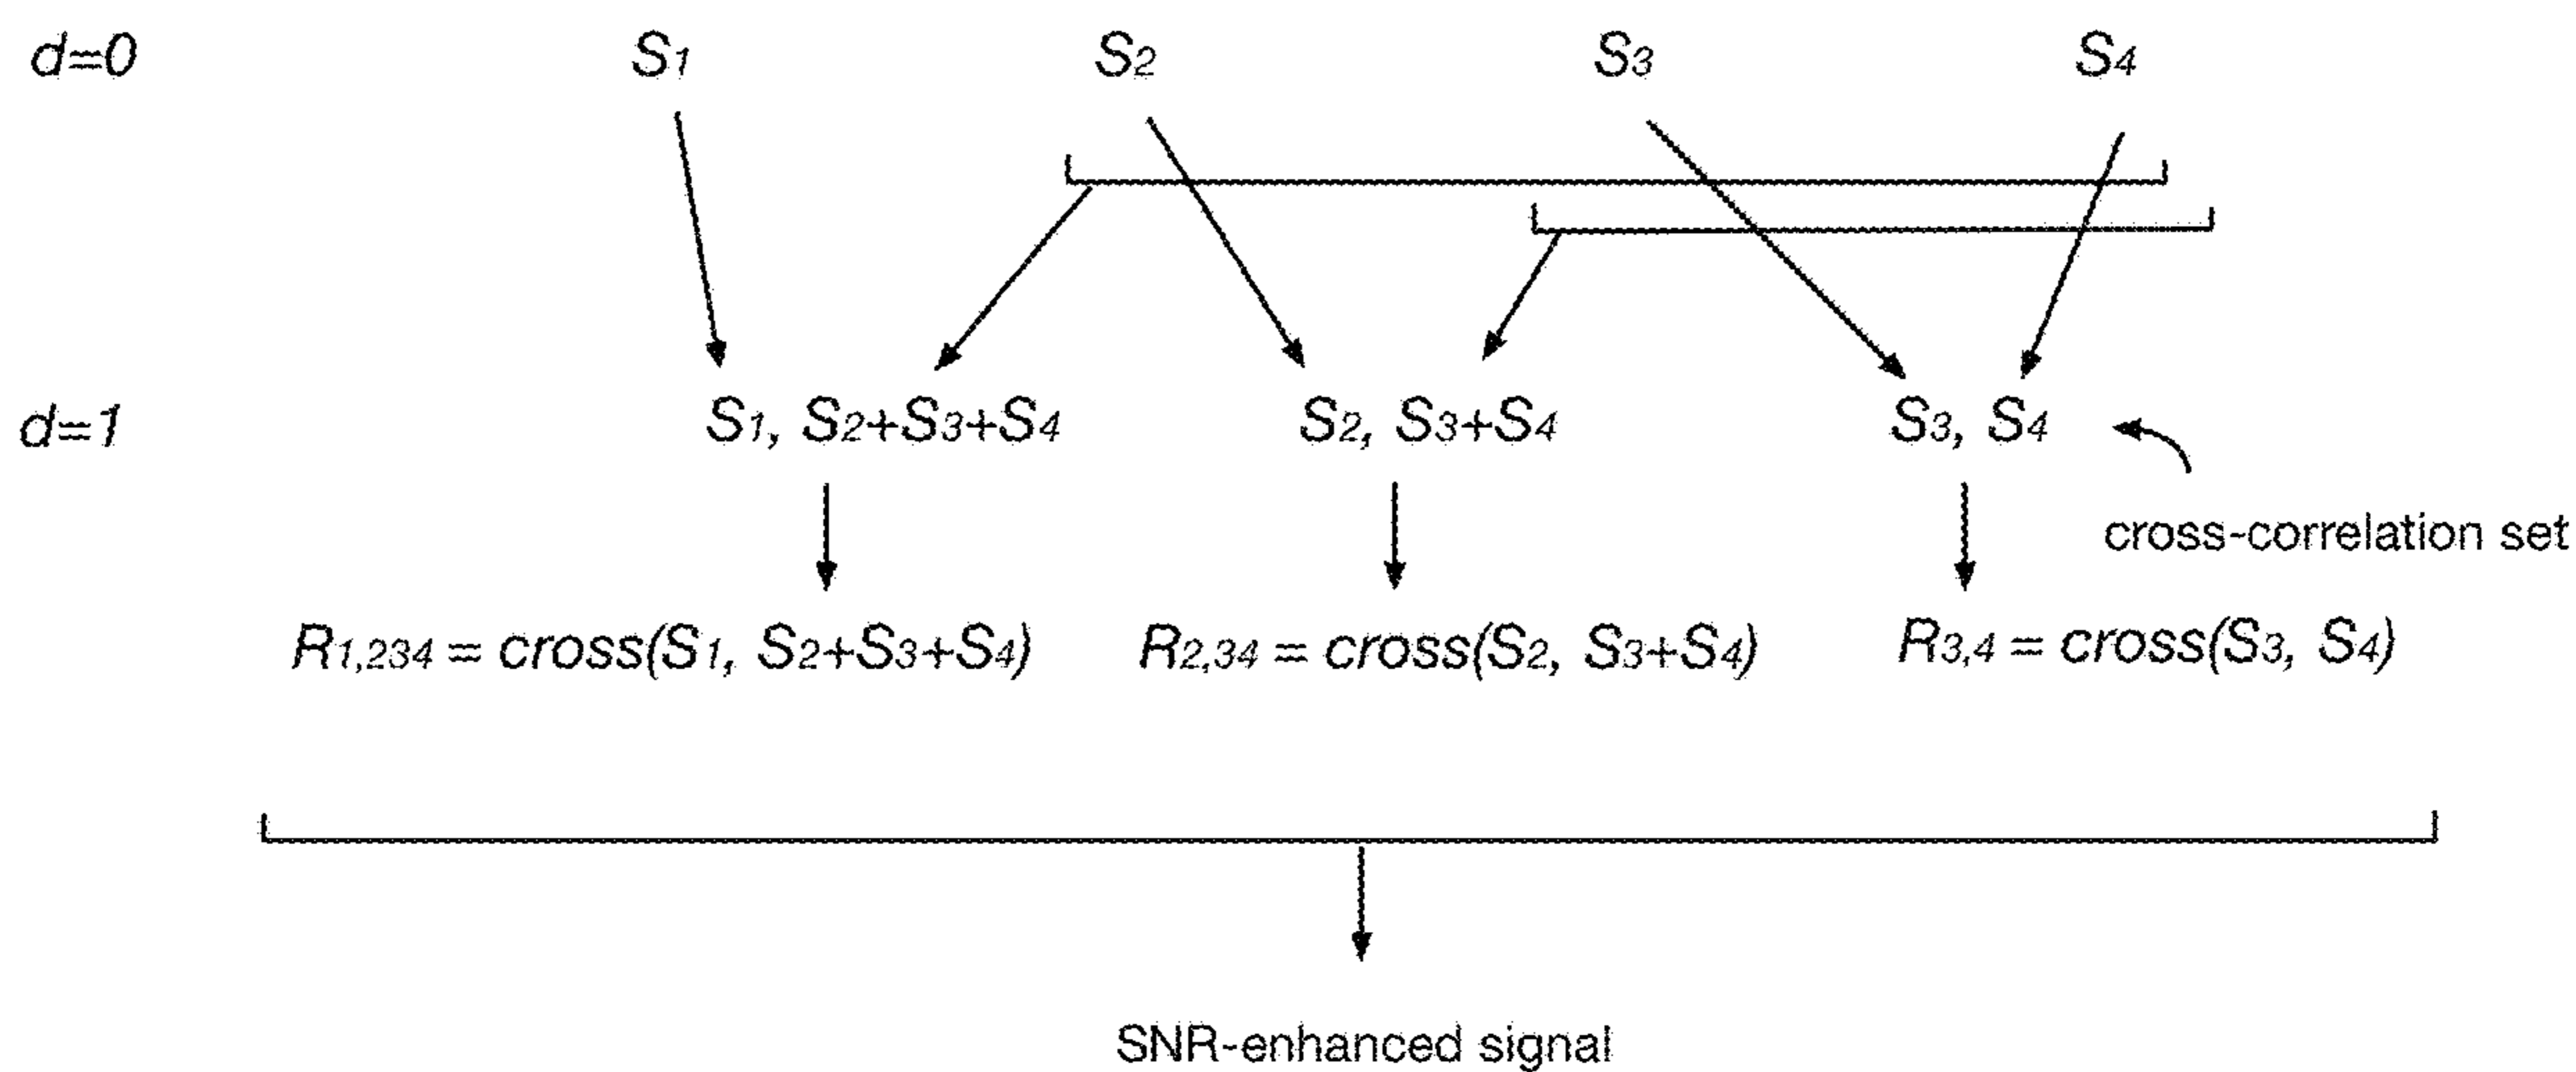 d=0 S1 S2 S3 S4
d=1 S1, S2+S3+S4 S2, S3+S4 S3, S4
cross-correlation set
R1,234 = cross(S1, S2+S3+S4) R2,34 = cross(S2, S3+S4) R3,4 = cross(S3, S4)
SNR-enhanced signal